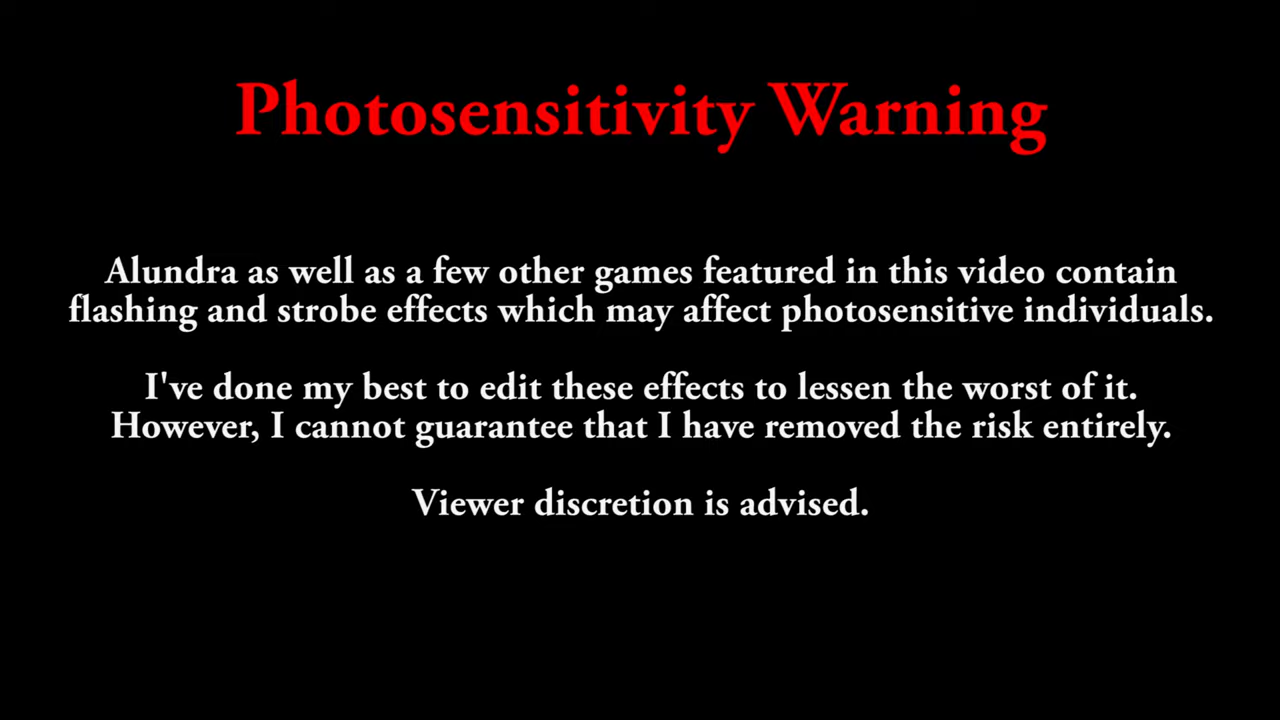 Photosensitivity Warning
Alundra as well as a few other games featured in this video contain
flashing and strobe effects which may affect photosensitive individuals.
I've done my best to edit these effects to lessen the worst of it.
However, I cannot guarantee that I have removed the risk entirely.
Viewer discretion is advised.